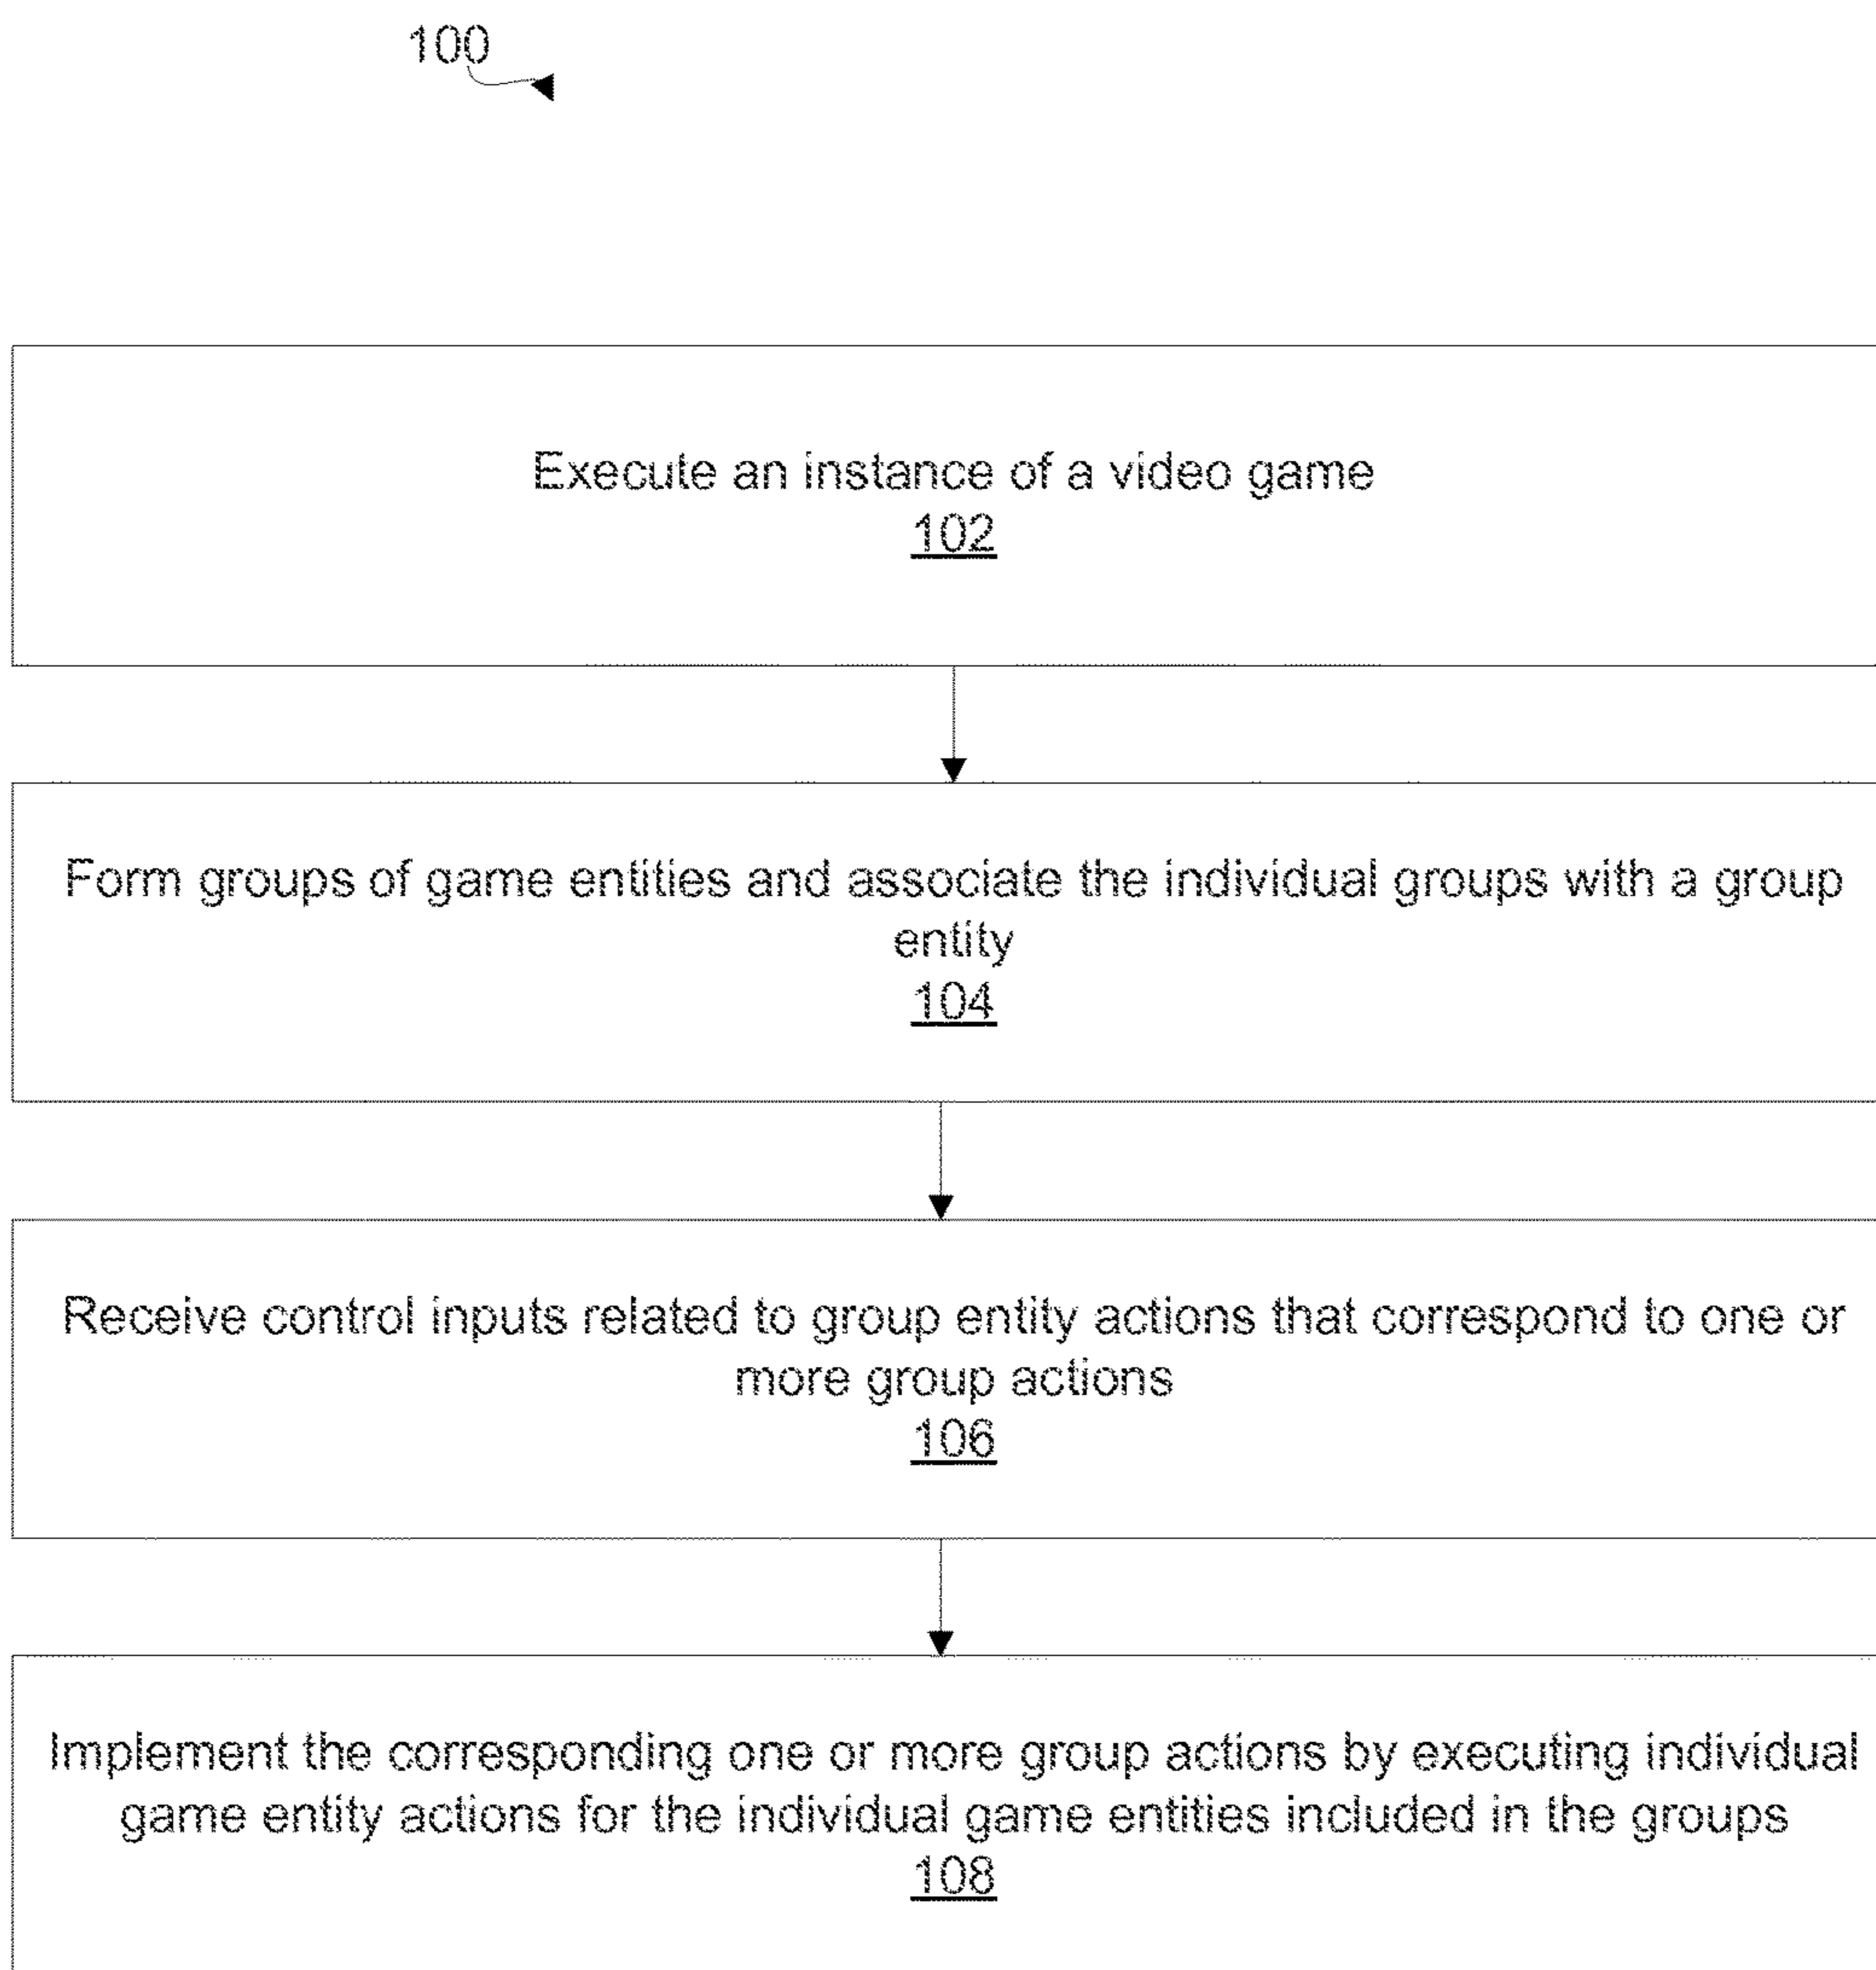 100
Execute an instance of a video game
102
Form groups of game entities and associate the individual groups with a group
entity
104
Receive control inputs related to group entity actions that correspond to one or
more group actions
106
Implement the corresponding one or more group actions by executing individual
game entity actions for the individual game entities included in the groups
108